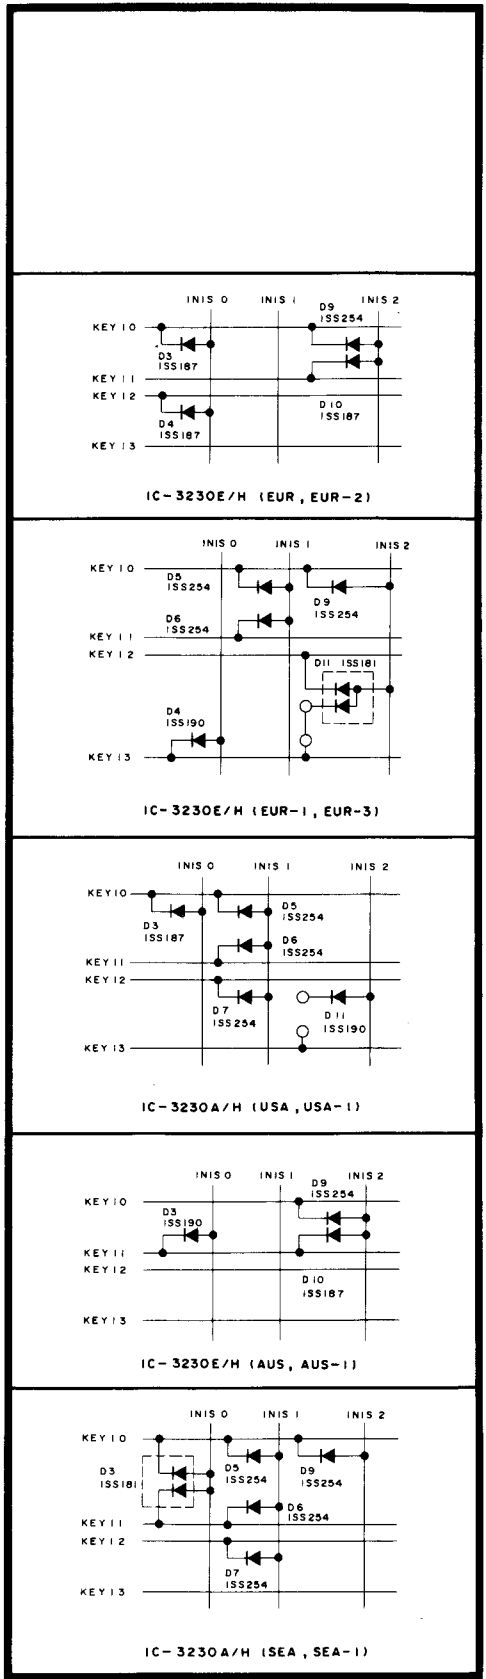 INIS 0 INIS 1 D9 INIS 2
ISS254
KEY 10
D3
ISS187
KEY 11
KEY 12
D10
ISS187
D4
ISS187
KEY 13
IC-3230E/H (EUR, EUR-2)
INIS 0 INIS 1 INIS 2
KEY 10
D5
ISS254
D9
ISS254
D6
ISS254
KEY 11
KEY 12
D11 ISS181
D4
ISS190
KEY 13
IC-3230E/H (EUR-1, EUR-3)
INIS 0 INIS 1 INIS 2
KEY10
D3
ISS187
D5
ISS254
D6
ISS254
KEY 11
KEY 12
D7
ISS254
D11
ISS190
KEY 13
IC-3230A/H (USA, USA-1)
INIS 0 INIS 1 D9 INIS 2
ISS254
KEY10
D3
ISS190
KEY 11
KEY 12
D10
ISS187
KEY 13
IC-3230E/H (AUS, AUS-1)
INIS 0 INIS 1 INIS 2
KEY 10
D3
ISS181
D5
ISS254
D9
ISS254
D6
ISS254
KEY 11
KEY 12
D7
ISS254
KEY 13
IC-3230A/H (SEA, SEA-1)